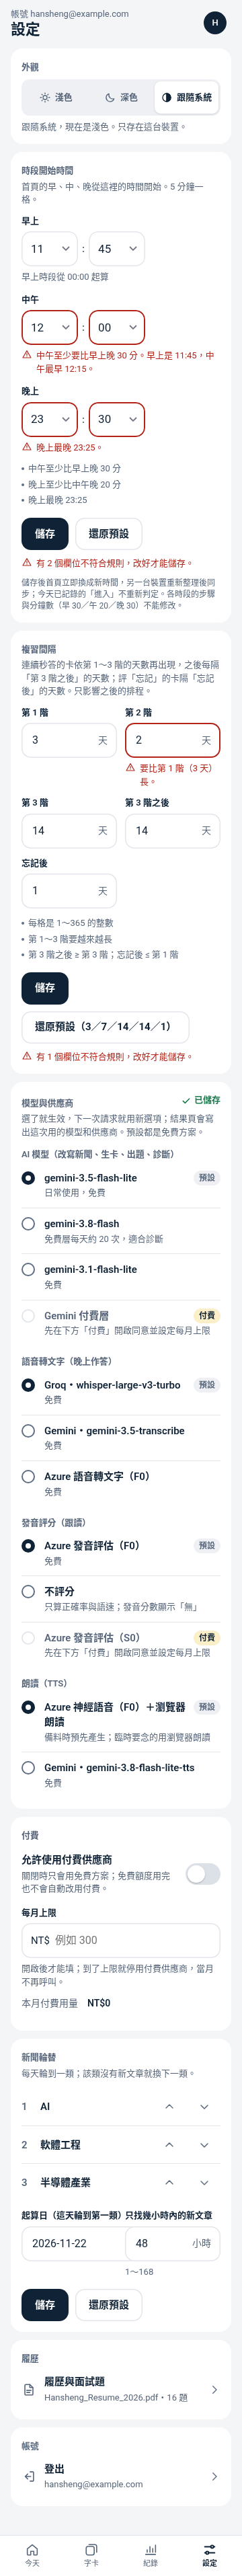 帳號 hansheng@example.com
設定
H
外觀
淺色
深色
跟隨系統
跟隨系統，現在是淺色。只存在這台裝置。
時段開始時間
首頁的早、中、晚從這裡的時間開始。5 分鐘一
格。
早上
11 : 45
早上時段從 00:00 起算
中午
12 : 00
中午至少要比早上晚 30 分。早上是 11:45，中
午最早 12:15。
晚上
23 : 30
晚上最晚 23:25。
• 中午至少比早上晚 30 分
• 晚上至少比中午晚 20 分
• 晚上最晚 23:25
儲存
還原預設
有 2 個欄位不符合規則，改好才能儲存。
儲存後首頁立即換成新時間，另一台裝置重新整理後同
步；今天已記錄的「進入」不重新判定。各時段的步驟
與分鐘數（早 30／午 20／晚 30）不能修改。
複習間隔
連續秒答的卡依第 1～3 階的天數再出現，之後每隔
「第 3 階之後」的天數；評「忘記」的卡隔「忘記
後」的天數。只影響之後的排程。
第 1 階
第 2 階
3 天
2 天
要比第 1 階（3 天）
長。
第 3 階
第 3 階之後
14 天
14 天
忘記後
1 天
• 每格是 1～365 的整數
• 第 1～3 階要越來越長
• 第 3 階之後 ≥ 第 3 階；忘記後 ≤ 第 1 階
儲存
還原預設（3／7／14／14／1）
有 1 個欄位不符合規則，改好才能儲存。
模型與供應商
已儲存
選了就生效，下一次請求就用新選項；結果頁會寫
出這次用的模型和供應商。預設都是免費方案。
AI 模型（改寫新聞、生卡、出題、診斷）
gemini-3.5-flash-lite
預設
日常使用，免費
gemini-3.8-flash
免費層每天約 20 次，適合診斷
gemini-3.1-flash-lite
免費
Gemini 付費層
付費
先在下方「付費」開啟同意並設定每月上限
語音轉文字（晚上作答）
Groq・whisper-large-v3-turbo
預設
免費
Gemini・gemini-3.5-transcribe
免費
Azure 語音轉文字（F0）
免費
發音評分（跟讀）
Azure 發音評估（F0）
預設
免費
不評分
只算正確率與語速；發音分數顯示「無」
Azure 發音評估（S0）
付費
先在下方「付費」開啟同意並設定每月上限
朗讀（TTS）
Azure 神經語音（F0）＋瀏覽器
朗讀
預設
備料時預先產生；臨時要念的用瀏覽器朗讀
Gemini・gemini-3.8-flash-lite-tts
免費
付費
允許使用付費供應商
關閉時只會用免費方案；免費額度用完
也不會自動改用付費。
每月上限
NT$ 例如 300
開啟後才能填；到了上限就停用付費供應商，當月
不再呼叫。
本月付費用量 NT$0
新聞輪替
每天輪到一類；該類沒有新文章就換下一類。
1 AI
2 軟體工程
3 半導體產業
起算日（這天輪到第一類）
只找幾小時內的新文章
2026-11-22
48 小時
1～168
儲存
還原預設
履歷
履歷與面試題
Hansheng_Resume_2026.pdf・16 題
帳號
登出
hansheng@example.com
今天
字卡
紀錄
設定